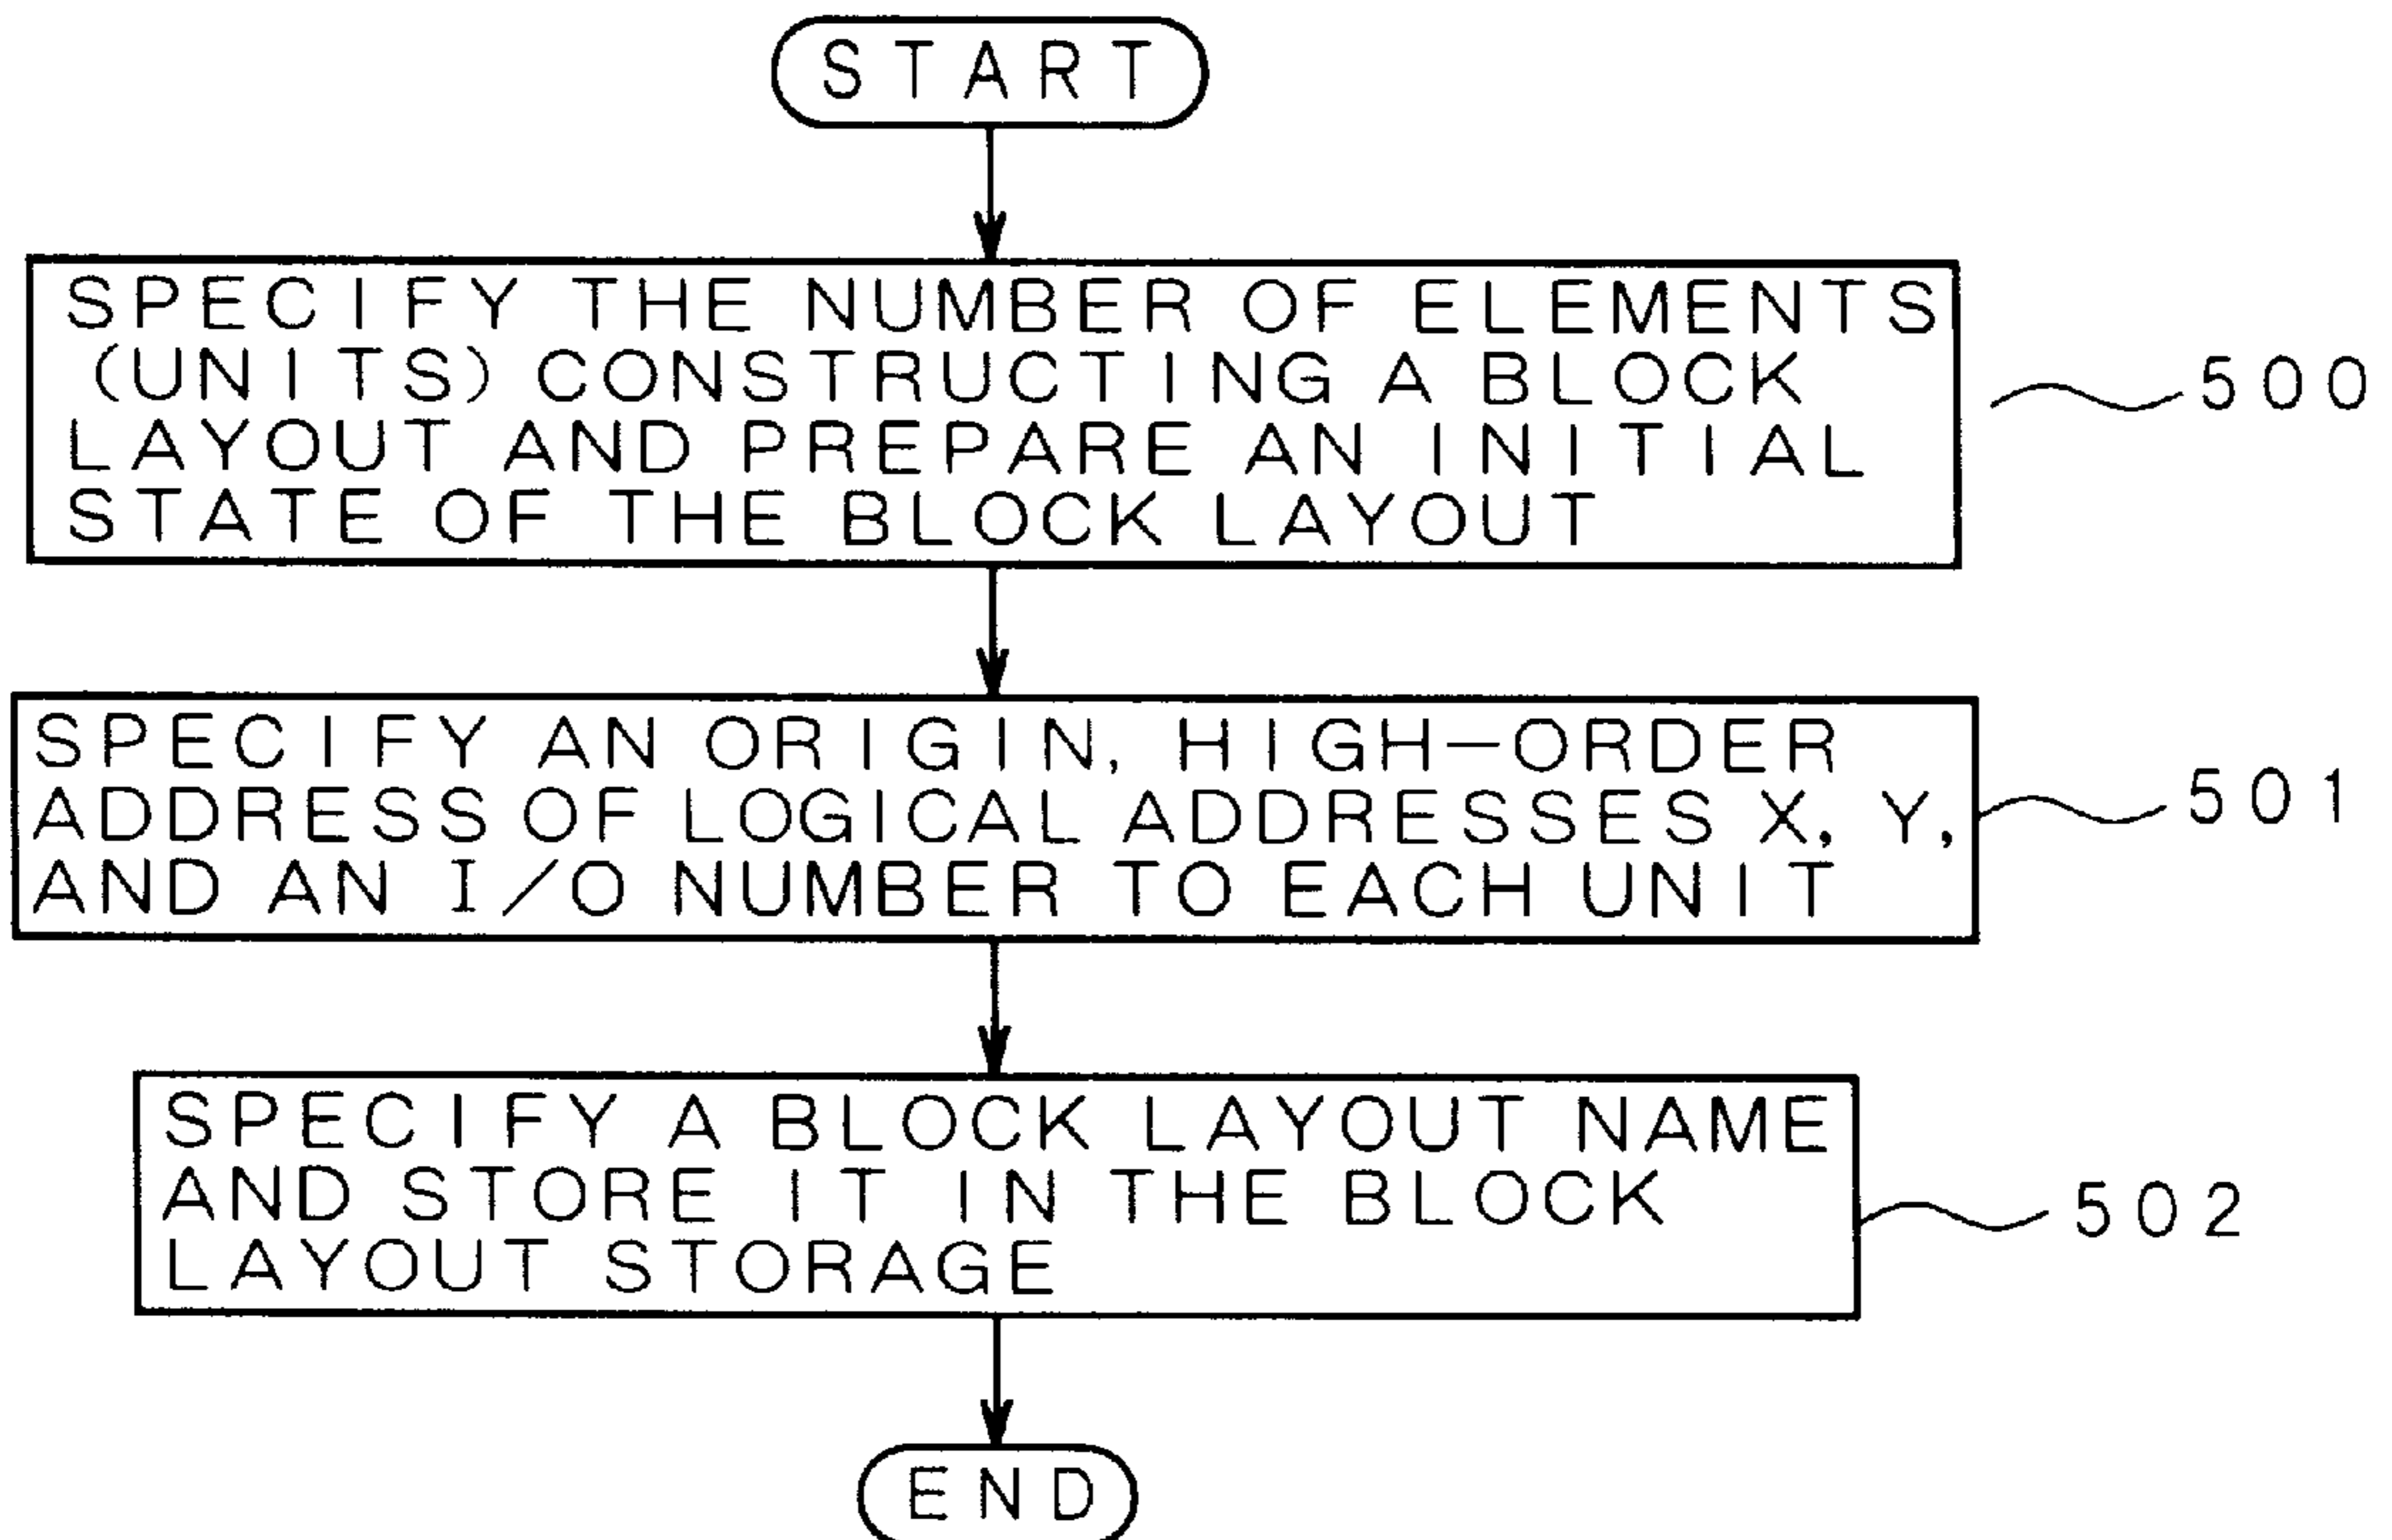 START
SPECIFY THE NUMBER OF ELEMENTS
(UNITS) CONSTRUCTING A BLOCK
LAYOUT AND PREPARE AN INITIAL
STATE OF THE BLOCK LAYOUT
500
SPECIFY AN ORIGIN, HIGH-ORDER
ADDRESS OF LOGICAL ADDRESSES X, Y,
AND AN I/O NUMBER TO EACH UNIT
501
SPECIFY A BLOCK LAYOUT NAME
AND STORE IT IN THE BLOCK
LAYOUT STORAGE
502
END